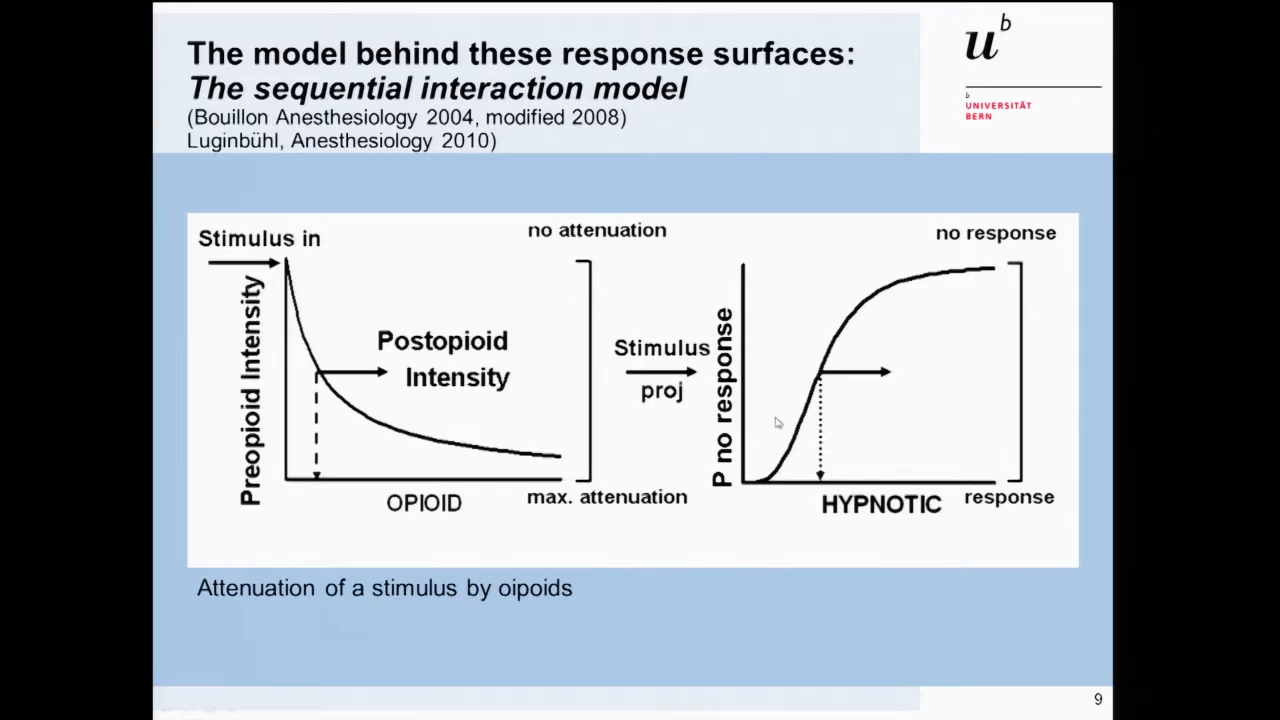 The model behind these response surfaces:
The sequential interaction model
(Bouillon Anesthesiology 2004, modified 2008)
Luginbühl, Anesthesiology 2010)
u b
b
UNIVERSITÄT
BERN
Stimulus in
no attenuation
no response
Preopioid Intensity
Postopioid
Intensity
Stimulus
proj
P no response
OPIOID
max. attenuation
HYPNOTIC
response
Attenuation of a stimulus by oipoids
9